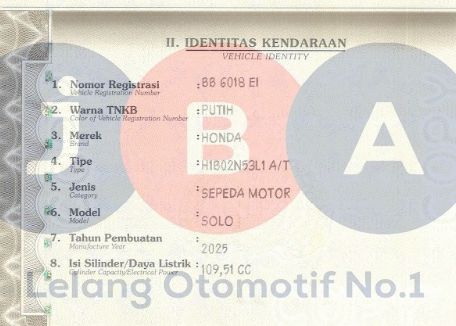 II. IDENTITAS KENDARAAN
VEHICLE IDENTITY
1. Nomor Registrasi : BB 6018 EI
Vehicle Registration Number
2. Warna TNKB : PUTIH
Color of Vehicle Registration Number
3. Merek : HONDA
Brand
4. Tipe : H1B02N53L1 A/T
Type
5. Jenis : SEPEDA MOTOR
Category
6. Model : SOLO
Model
7. Tahun Pembuatan : 2025
Manufacture Year
8. Isi Silinder/Daya Listrik : 109,51 CC
Cylinder Capacity/Electrical Power
JBA
Lelang Otomotif No.1